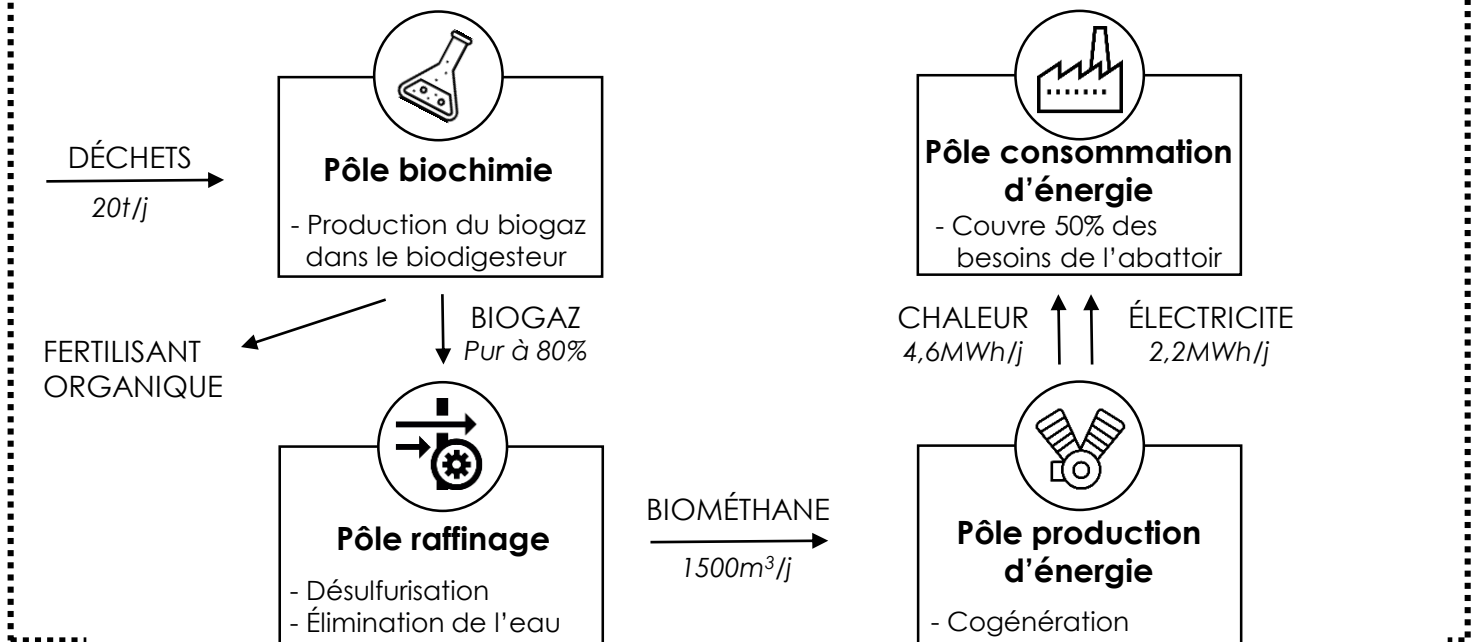 DÉCHETS
20t/j
Pôle biochimie
- Production du biogaz
dans le biodigesteur
FERTILISANT
ORGANIQUE
BIOGAZ
Pur à 80%
Pôle raffinage
- Désulfurisation
- Élimination de l'eau
BIOMÉTHANE
1500m³/j
Pôle production
d'énergie
- Cogénération
CHALEUR
4,6MWh/j
ÉLECTRICITE
2,2MWh/j
Pôle consommation
d'énergie
- Couvre 50% des
besoins de l'abattoir